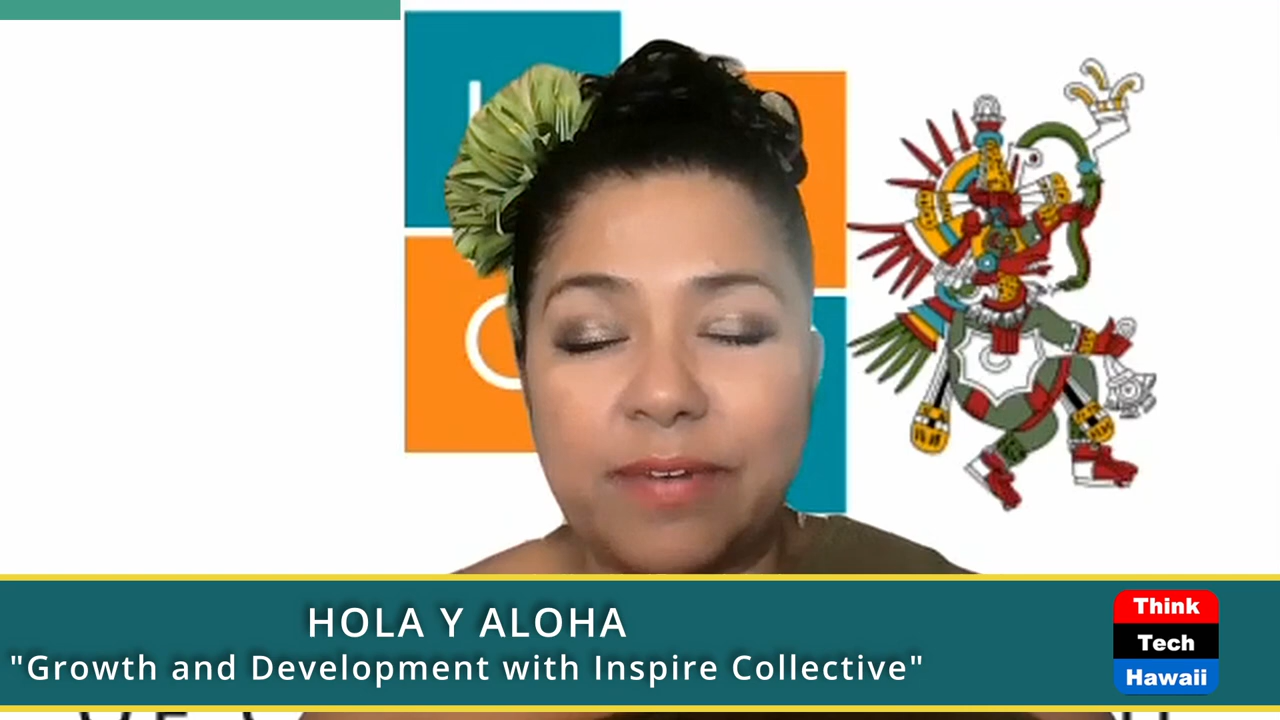 HOLA Y ALOHA
"Growth and Development with Inspire Collective"
Think
Tech
Hawaii